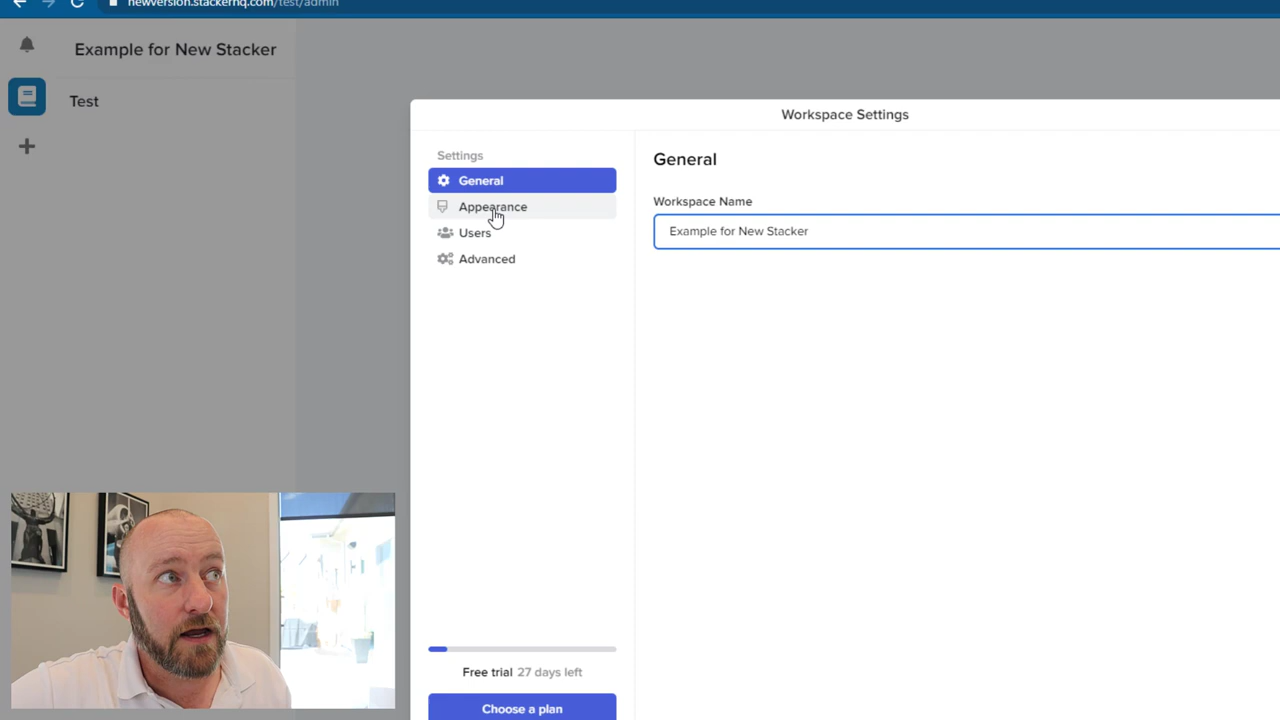 newversion.stackerhq.com/test/admin
Example for New Stacker
Test
Workspace Settings
Settings
General
Appearance
Users
Advanced
General
Workspace Name
Example for New Stacker
Free trial 27 days left
Choose a plan